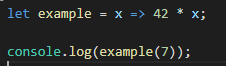 let example = x => 42 * x;
console.log(example(7));